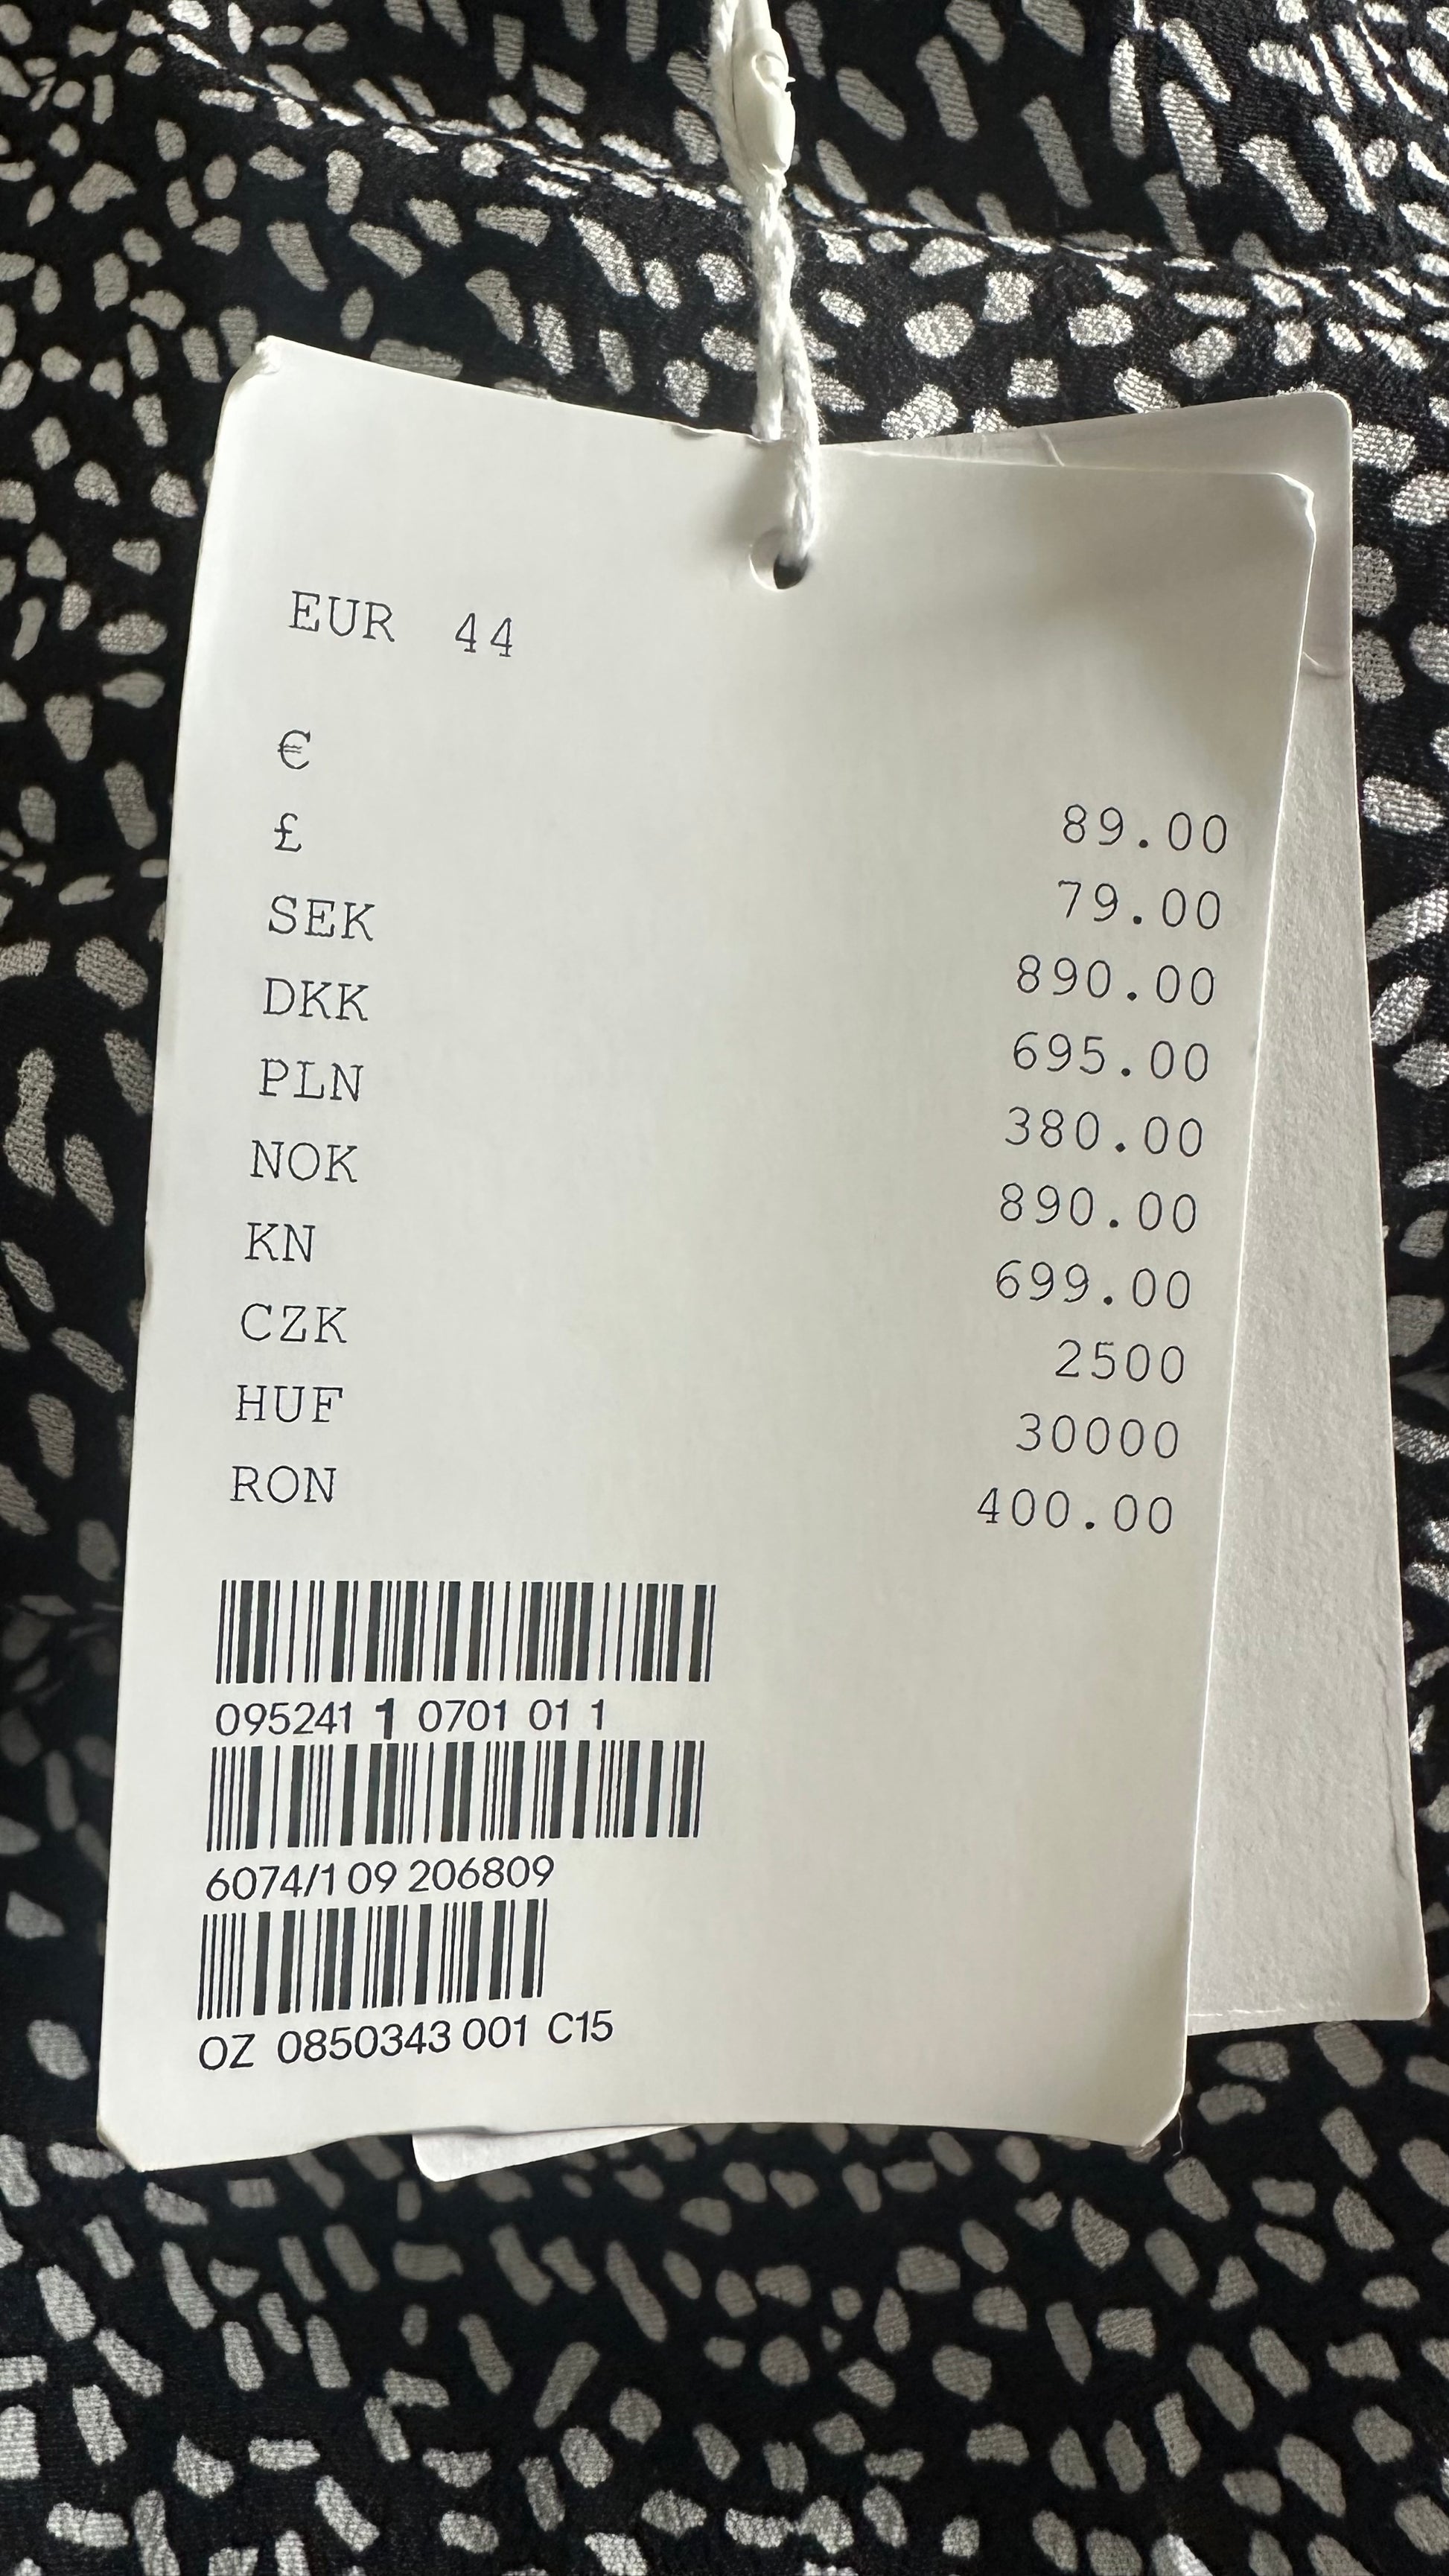 EUR 44
€ 89.00
£ 79.00
SEK 890.00
DKK 695.00
PLN 380.00
NOK 890.00
KN 699.00
CZK 2500
HUF 30000
RON 400.00
095241 1 0701 01 1
6074/1 09 206809
OZ 0850343 001 C15